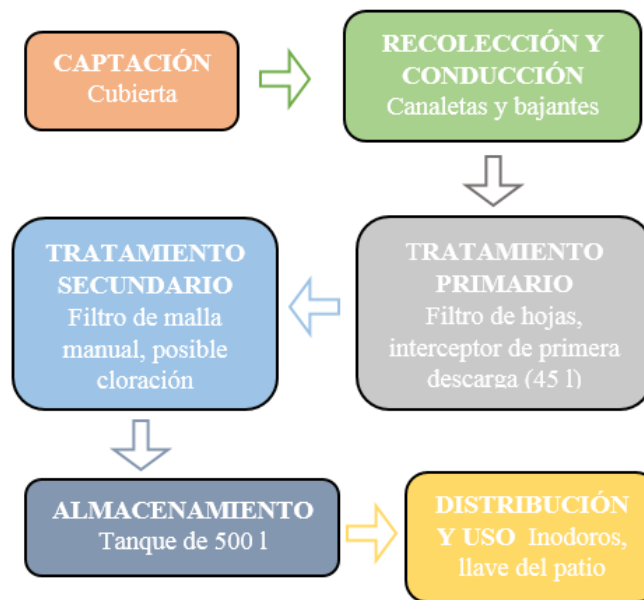 CAPTACIÓN
Cubierta
RECOLECCIÓN Y
CONDUCCIÓN
Canaletas y bajantes
TRATAMIENTO
PRIMARIO
Filtro de hojas,
interceptor de primera
descarga (45 l)
TRATAMIENTO
SECUNDARIO
Filtro de malla
manual, posible
cloración
ALMACENAMIENTO
Tanque de 500 l
DISTRIBUCIÓN
Y USO Inodoros,
llave del patio